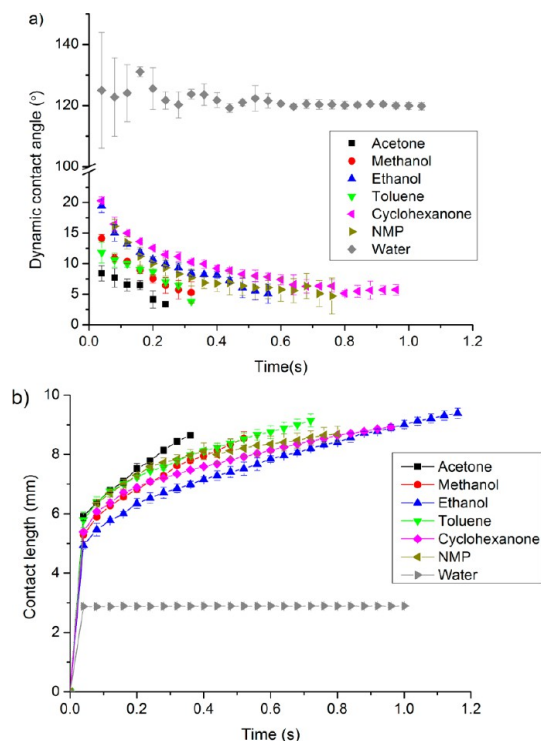 a)
150
140
120
100
20
15
10
5
0
Dynamic contact angle (°)
Acetone
Methanol
Ethanol
Toluene
Cyclohexanone
NMP
Water
0.0 0.2 0.4 0.6 0.8 1.0 1.2
Time(s)
b)
10
8
6
4
2
0
Contact length (mm)
Acetone
Methanol
Ethanol
Toluene
Cyclohexanone
NMP
Water
0.0 0.2 0.4 0.6 0.8 1.0 1.2
Time (s)